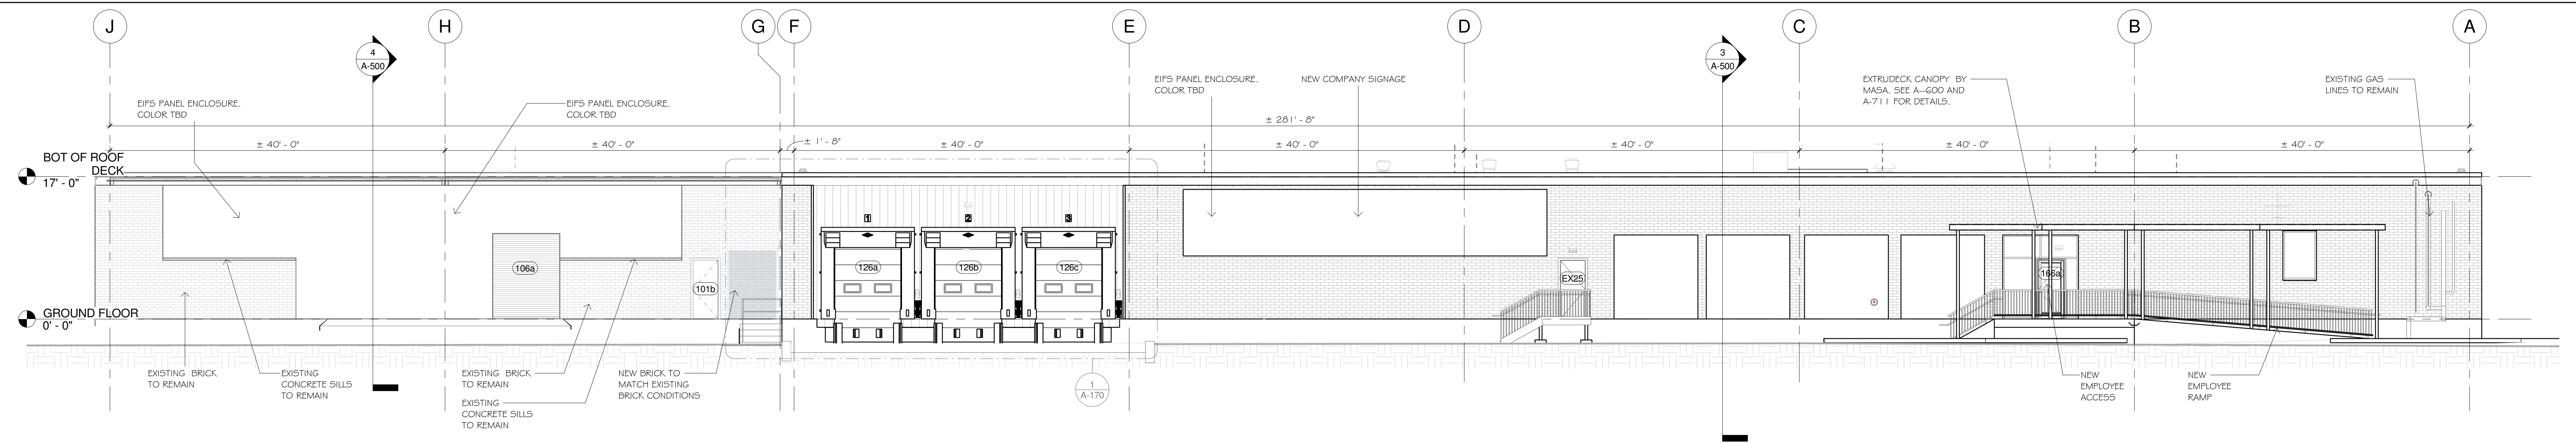 J
H
G
F
E
D
C
B
A
4
A-500
3
A-500
EIFS PANEL ENCLOSURE,
COLOR TBD
EIFS PANEL ENCLOSURE,
COLOR TBD
EIFS PANEL ENCLOSURE,
COLOR TBD
NEW COMPANY SIGNAGE
EXTRUDECK CANOPY BY
MASA, SEE A--600 AND
A-711 FOR DETAILS.
EXISTING GAS
LINES TO REMAIN
± 281' - 8"
± 40' - 0"
± 40' - 0"
± 1' - 8"
± 40' - 0"
± 40' - 0"
± 40' - 0"
± 40' - 0"
± 40' - 0"
BOT OF ROOF
DECK
17' - 0"
1
2
3
106a
101b
126a
126b
126c
EX25
166a
GROUND FLOOR
0' - 0"
EXISTING BRICK
TO REMAIN
EXISTING
CONCRETE SILLS
TO REMAIN
EXISTING BRICK
TO REMAIN
EXISTING
CONCRETE SILLS
TO REMAIN
NEW BRICK TO
MATCH EXISTING
BRICK CONDITIONS
1
A-170
NEW
EMPLOYEE
ACCESS
NEW
EMPLOYEE
RAMP